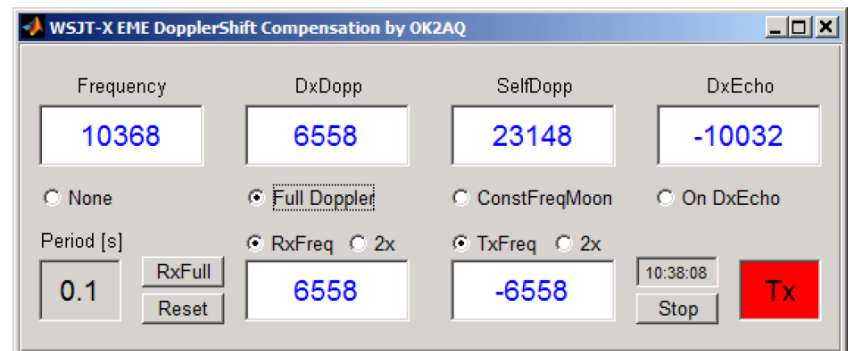 WSJT-X EME DopplerShift Compensation by OK2AQ
Frequency DxDopp SelfDopp DxEcho
10368 6558 23148 -10032
None Full Doppler ConstFreqMoon On DxEcho
Period [s] RxFreq 2x TxFreq 2x
0.1 RxFull 6558 -6558 10:38:08 Tx
Reset Stop